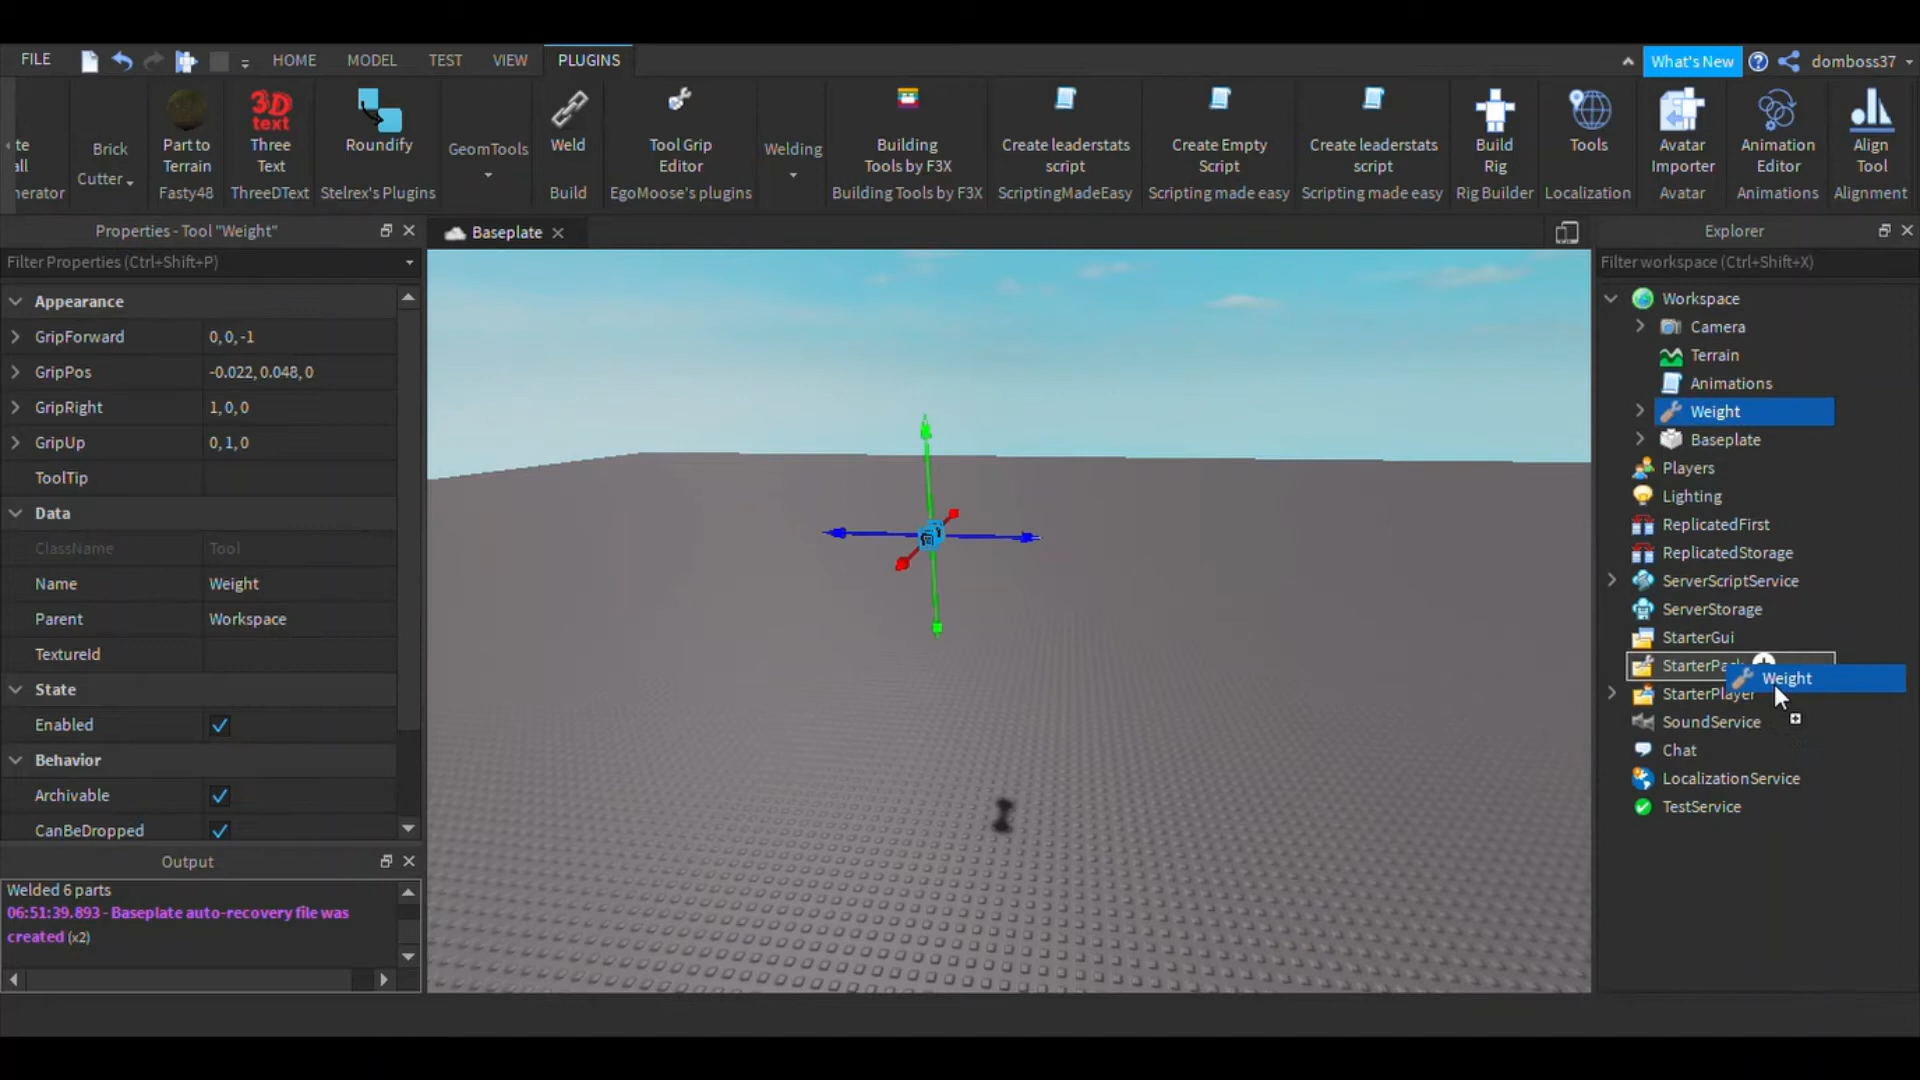 FILE
HOME
MODEL
TEST
VIEW
PLUGINS
What's New
domboss37
te
all
nerator
Brick
Cutter
Part to
Terrain
Fasty48
3D
text
Three
Text
ThreeDText
Roundify
Stelrex's Plugins
GeomTools
Weld
Build
Tool Grip
Editor
EgoMoose's plugins
Welding
Building
Tools by F3X
Building Tools by F3X
Create leaderstats
script
ScriptingMadeEasy
Create Empty
Script
Scripting made easy
Create leaderstats
script
Scripting made easy
Build
Rig
Rig Builder
Tools
Localization
Avatar
Importer
Avatar
Animation
Editor
Animations
Align
Tool
Alignment
Properties - Tool "Weight"
Filter Properties (Ctrl+Shift+P)
Appearance
GripForward 0, 0, -1
GripPos -0.022, 0.048, 0
GripRight 1, 0, 0
GripUp 0, 1, 0
ToolTip
Data
ClassName Tool
Name Weight
Parent Workspace
TextureId
State
Enabled
Behavior
Archivable
CanBeDropped
Output
Welded 6 parts
06:51:39.893 - Baseplate auto-recovery file was
created (x2)
Baseplate
Explorer
Filter workspace (Ctrl+Shift+X)
Workspace
Camera
Terrain
Animations
Weight
Baseplate
Players
Lighting
ReplicatedFirst
ReplicatedStorage
ServerScriptService
ServerStorage
StarterGui
StarterPack
Weight
StarterPlayer
SoundService
Chat
LocalizationService
TestService